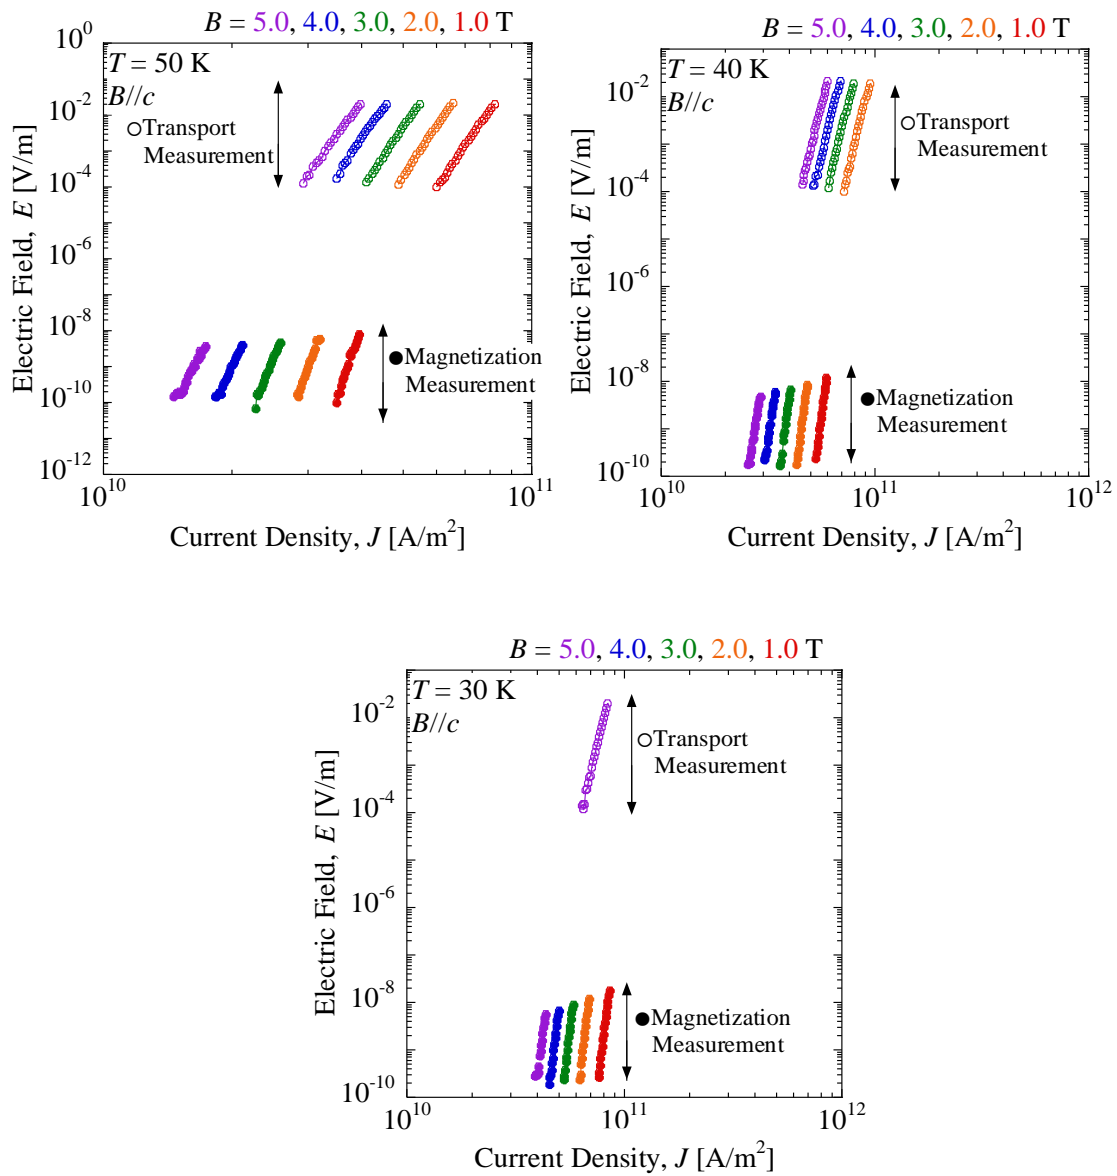 B = 5.0, 4.0, 3.0, 2.0, 1.0 T
T = 50 K
B//c
Transport
Measurement
Magnetization
Measurement
10^0
10^-2
10^-4
10^-6
10^-8
10^-10
10^-12
Electric Field, E [V/m]
10^10
10^11
Current Density, J [A/m^2]
B = 5.0, 4.0, 3.0, 2.0, 1.0 T
T = 40 K
B//c
Transport
Measurement
Magnetization
Measurement
10^-2
10^-4
10^-6
10^-8
10^-10
Electric Field, E [V/m]
10^10
10^11
10^12
Current Density, J [A/m^2]
B = 5.0, 4.0, 3.0, 2.0, 1.0 T
T = 30 K
B//c
Transport
Measurement
Magnetization
Measurement
10^-2
10^-4
10^-6
10^-8
10^-10
Electric Field, E [V/m]
10^10
10^11
10^12
Current Density, J [A/m^2]